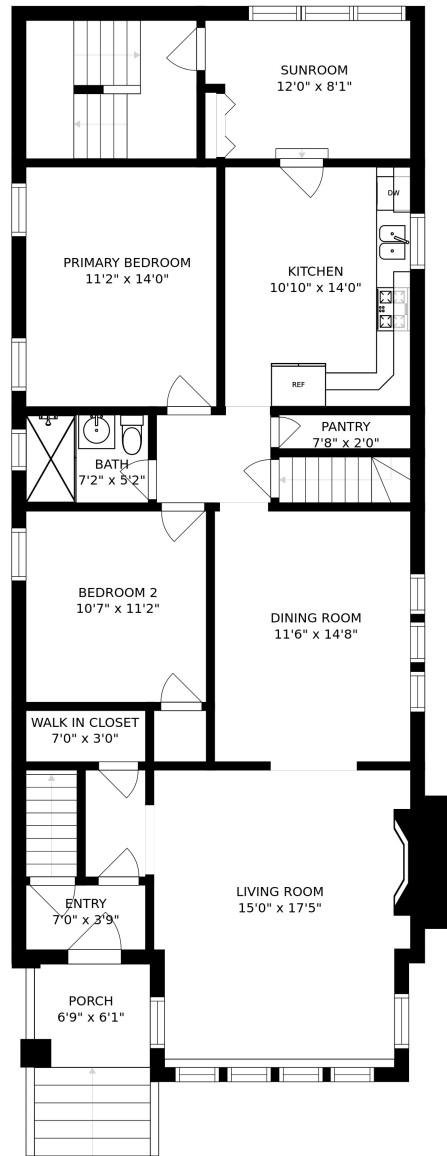 SUNROOM
12'0" x 8'1"
DW
PRIMARY BEDROOM
11'2" x 14'0"
KITCHEN
10'10" x 14'0"
REF
PANTRY
7'8" x 2'0"
BATH
7'2" x 5'2"
BEDROOM 2
10'7" x 11'2"
DINING ROOM
11'6" x 14'8"
WALK IN CLOSET
7'0" x 3'0"
LIVING ROOM
15'0" x 17'5"
ENTRY
7'0" x 3'9"
PORCH
6'9" x 6'1"